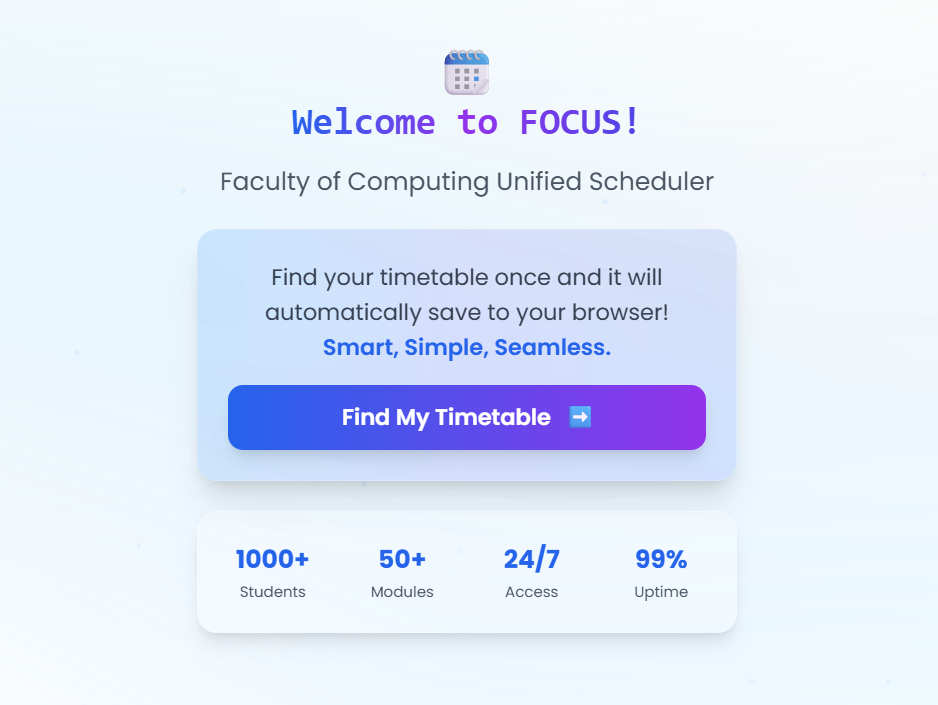 Welcome to FOCUS!
Faculty of Computing Unified Scheduler
Find your timetable once and it will
automatically save to your browser!
Smart, Simple, Seamless.
Find My Timetable ➡️
1000+ 50+ 24/7 99%
Students Modules Access Uptime